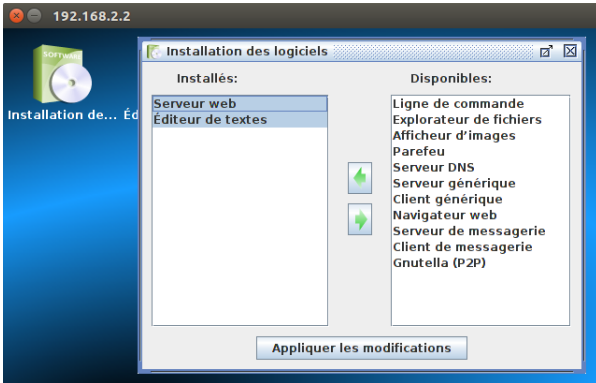 192.168.2.2
SOFTWARE
Installation de... Éd
Installation des logiciels
Installés:
Serveur web
Éditeur de textes
Disponibles:
Ligne de commande
Explorateur de fichiers
Afficheur d'images
Parefeu
Serveur DNS
Serveur générique
Client générique
Navigateur web
Serveur de messagerie
Client de messagerie
Gnutella (P2P)
Appliquer les modifications